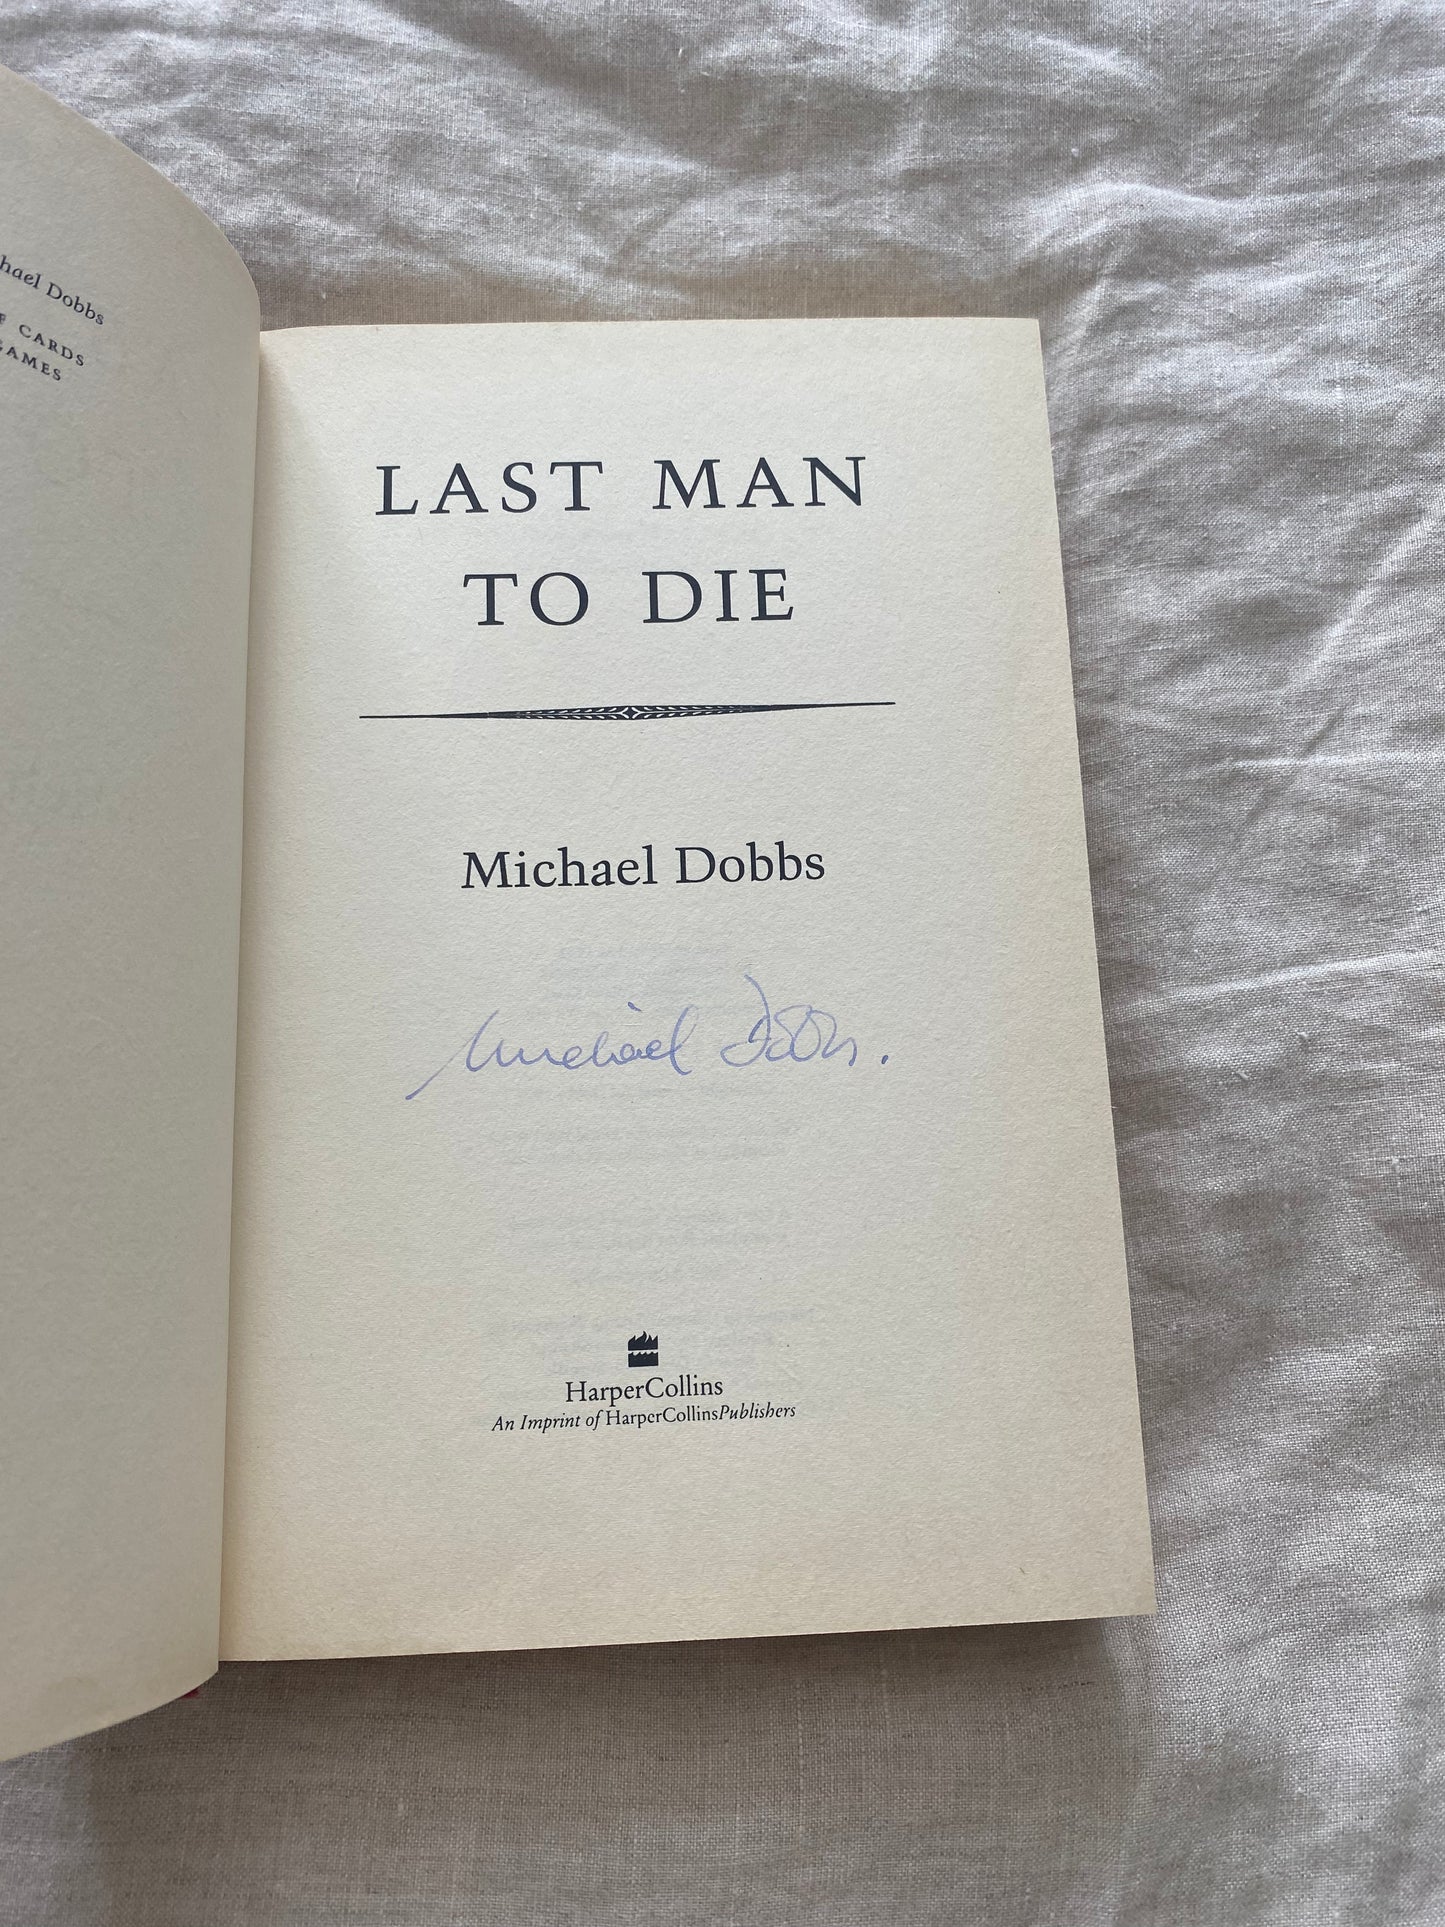 hael Dobbs
F CARDS
GAMES
LAST MAN
TO DIE
Michael Dobbs
Michael Dobbs.
HarperCollins
An Imprint of HarperCollinsPublishers